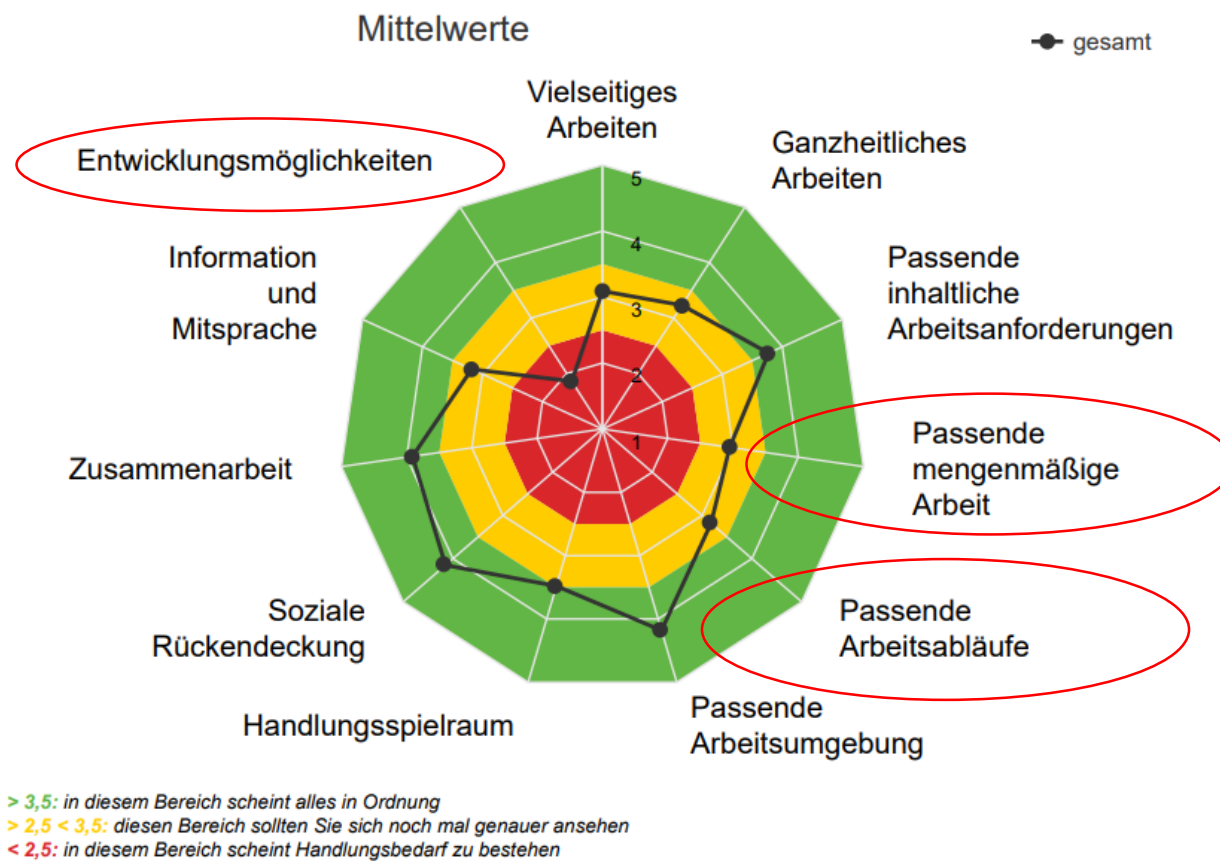 Mittelwerte
gesamt
Vielseitiges
Arbeiten
Ganzheitliches
Arbeiten
Entwicklungsmöglichkeiten
5
4
3
2
1
Information
und
Mitsprache
Passende
inhaltliche
Arbeitsanforderungen
Zusammenarbeit
Passende
mengenmäßige
Arbeit
Soziale
Rückendeckung
Passende
Arbeitsabläufe
Handlungsspielraum
Passende
Arbeitsumgebung
> 3,5: in diesem Bereich scheint alles in Ordnung
> 2,5 < 3,5: diesen Bereich sollten Sie sich noch mal genauer ansehen
< 2,5: in diesem Bereich scheint Handlungsbedarf zu bestehen